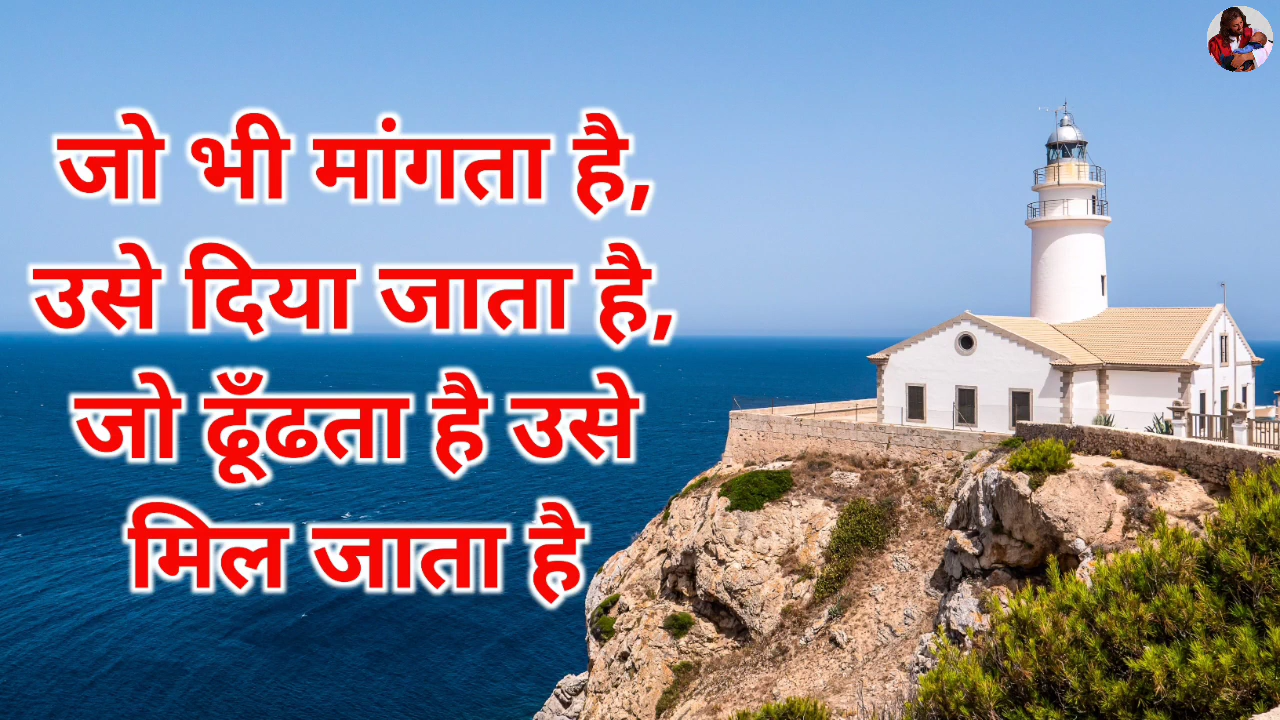 जो भी मांगता है,
उसे दिया जाता है,
जो ढूँढता है उसे
मिल जाता है